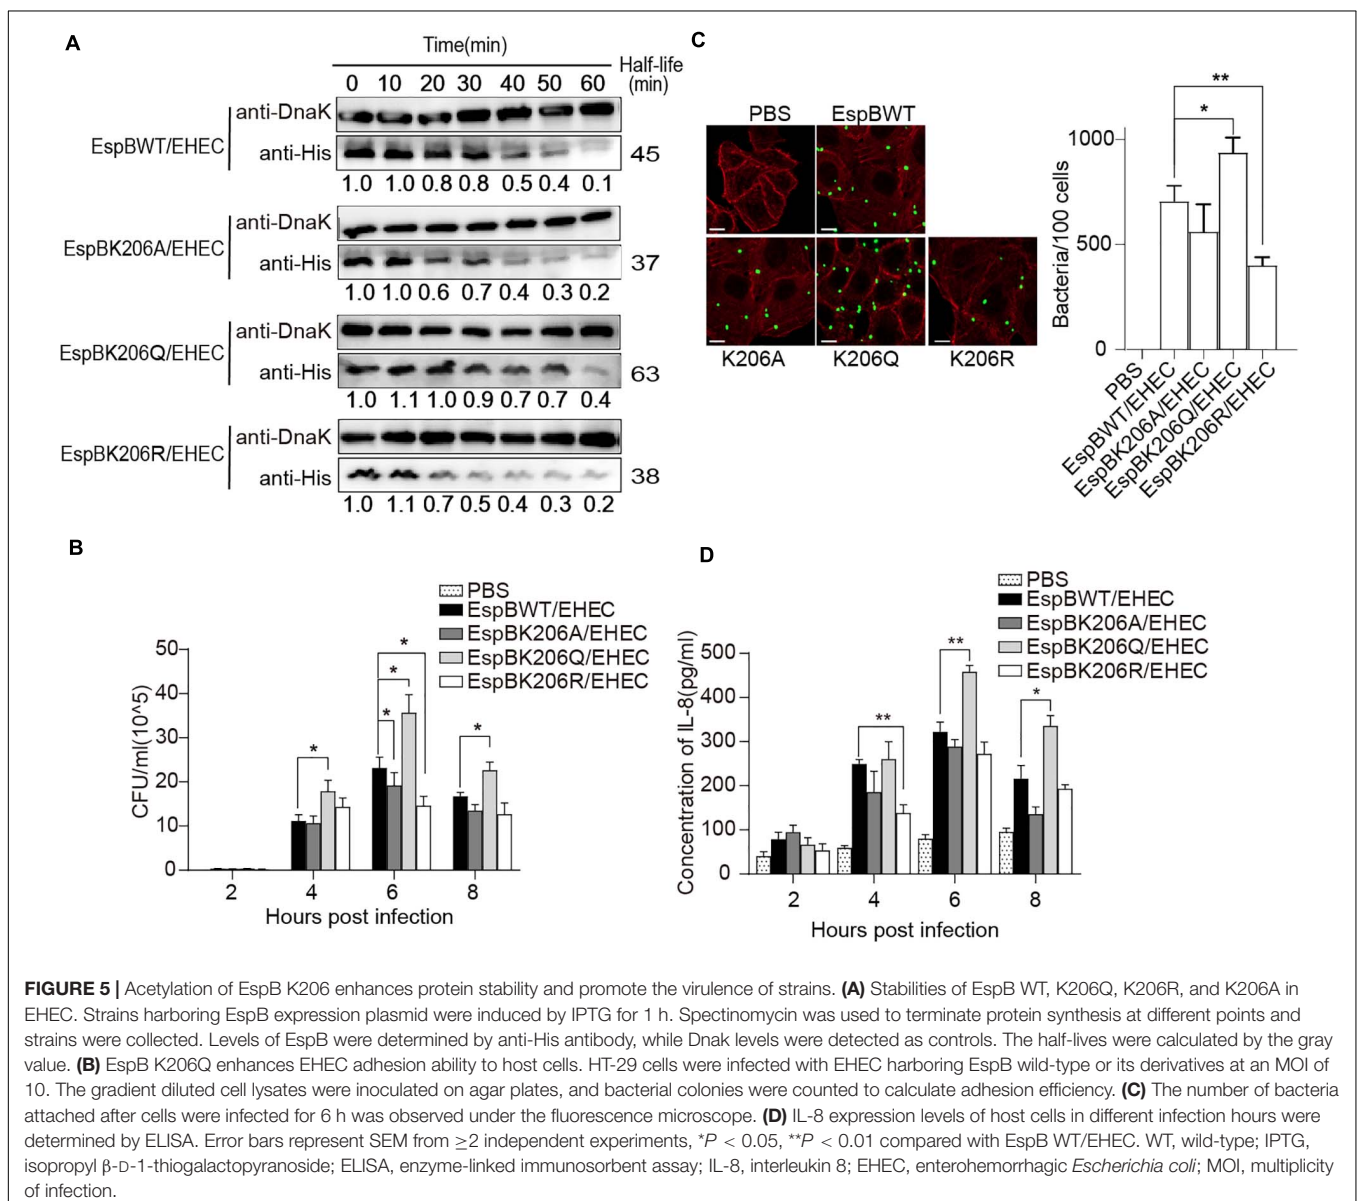 A
Time(min)
Half-life
(min)
0 10 20 30 40 50 60
EspBWT/EHEC
anti-DnaK
anti-His
45
1.0 1.0 0.8 0.8 0.5 0.4 0.1
EspBK206A/EHEC
anti-DnaK
anti-His
37
1.0 1.0 0.6 0.7 0.4 0.3 0.2
EspBK206Q/EHEC
anti-DnaK
anti-His
63
1.0 1.1 1.0 0.9 0.7 0.7 0.4
EspBK206R/EHEC
anti-DnaK
anti-His
38
1.0 1.1 0.7 0.5 0.4 0.3 0.2
C
PBS EspBWT
K206A K206Q K206R
Bacteria/100 cells
1000
500
0
**
*
PBS
EspBWT/EHEC
EspBK206A/EHEC
EspBK206Q/EHEC
EspBK206R/EHEC
B
PBS
EspBWT/EHEC
EspBK206A/EHEC
EspBK206Q/EHEC
EspBK206R/EHEC
CFU/ml(10^5)
50
40
30
20
10
0
*
*
*
*
*
2 4 6 8
Hours post infection
D
PBS
EspBWT/EHEC
EspBK206A/EHEC
EspBK206Q/EHEC
EspBK206R/EHEC
Concentration of IL-8(pg/ml)
500
400
300
200
100
0
**
**
*
2 4 6 8
Hours post infection
FIGURE 5 | Acetylation of EspB K206 enhances protein stability and promote the virulence of strains. (A) Stabilities of EspB WT, K206Q, K206R, and K206A in
EHEC. Strains harboring EspB expression plasmid were induced by IPTG for 1 h. Spectinomycin was used to terminate protein synthesis at different points and
strains were collected. Levels of EspB were determined by anti-His antibody, while Dnak levels were detected as controls. The half-lives were calculated by the gray
value. (B) EspB K206Q enhances EHEC adhesion ability to host cells. HT-29 cells were infected with EHEC harboring EspB wild-type or its derivatives at an MOI of
10. The gradient diluted cell lysates were inoculated on agar plates, and bacterial colonies were counted to calculate adhesion efficiency. (C) The number of bacteria
attached after cells were infected for 6 h was observed under the fluorescence microscope. (D) IL-8 expression levels of host cells in different infection hours were
determined by ELISA. Error bars represent SEM from ≥2 independent experiments, *P < 0.05, **P < 0.01 compared with EspB WT/EHEC. WT, wild-type; IPTG,
isopropyl β-D-1-thiogalactopyranoside; ELISA, enzyme-linked immunosorbent assay; IL-8, interleukin 8; EHEC, enterohemorrhagic Escherichia coli; MOI, multiplicity
of infection.